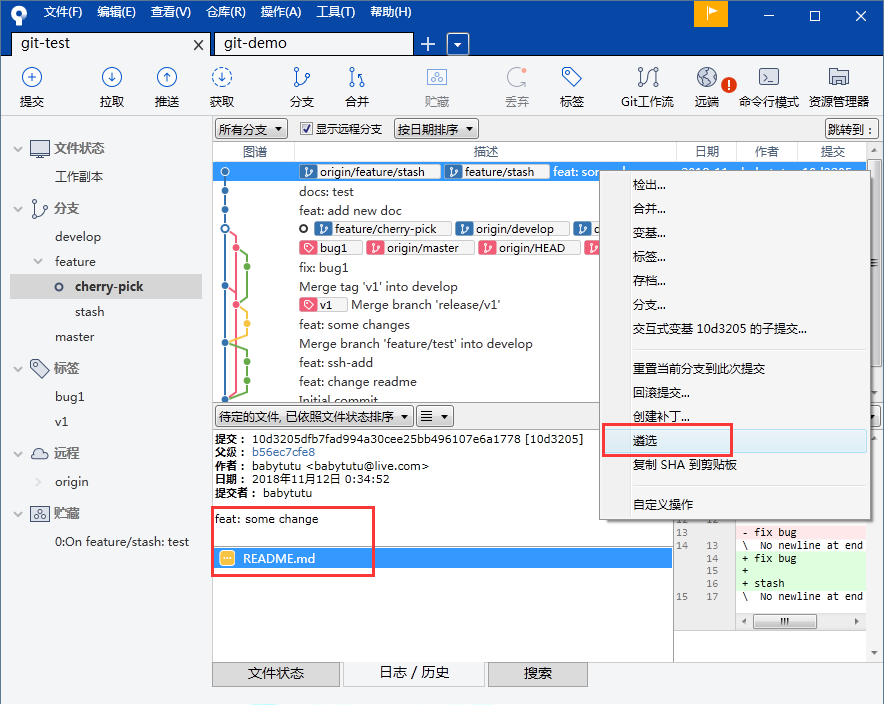 文件(F) 编辑(E) 查看(V) 仓库(R) 操作(A) 工具(T) 帮助(H)
git-test git-demo
提交 拉取 推送 获取 分支 合并 贮藏 丢弃 标签 Git工作流 远端 命令行模式 资源管理器
所有分支 显示远程分支 按日期排序 跳转到：
图谱 描述 日期 作者 提交
文件状态
工作副本
分支
develop
feature
cherry-pick
stash
master
标签
bug1
v1
远程
origin
贮藏
0:On feature/stash: test
origin/feature/stash feature/stash feat: some
docs: test
feat: add new doc
feature/cherry-pick origin/develop
bug1 origin/master origin/HEAD
fix: bug1
Merge tag 'v1' into develop
v1 Merge branch 'release/v1'
feat: some changes
Merge branch 'feature/test' into develop
feat: ssh-add
feat: change readme
Initial commit
检出...
合并...
变基...
标签...
存档...
分支...
交互式变基 10d3205 的子提交...
重置当前分支到此次提交
回滚提交...
创建补丁...
遴选
复制 SHA 到剪贴板
自定义操作
待定的文件, 已依照文件状态排序
提交： 10d3205dfb7fad994a30cee25bb496107e6a1778 [10d3205]
父级： b56ec7cfe8
作者： babytutu <babytutu@live.com>
日期： 2018年11月12日 0:34:52
提交者： babytutu
feat: some change
README.md
12 12
13 - fix bug
14 13 \ No newline at end
14 + fix bug
15 +
16 + stash
15 17 \ No newline at end
文件状态 日志 / 历史 搜索